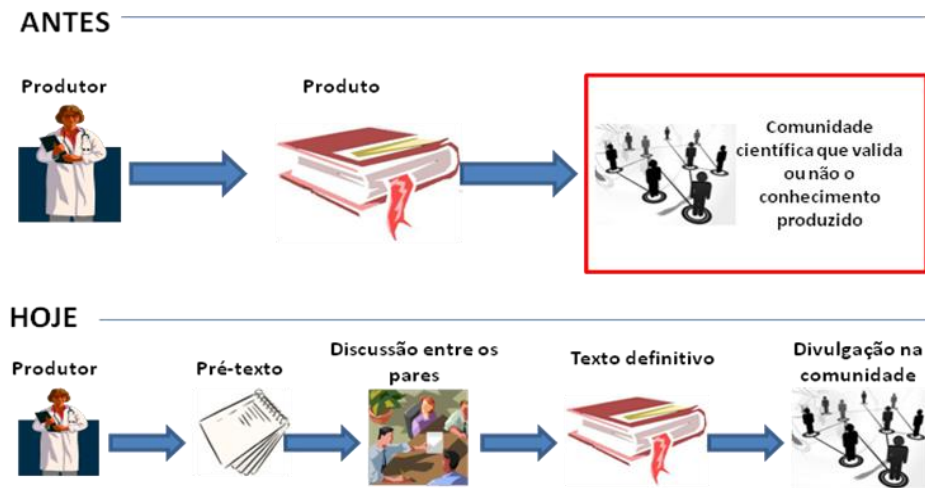 ANTES
Produtor
Produto
Comunidade
científica que valida
ou não o
conhecimento
produzido
HOJE
Produtor
Pré-texto
Discussão entre os
pares
Texto definitivo
Divulgação na
comunidade